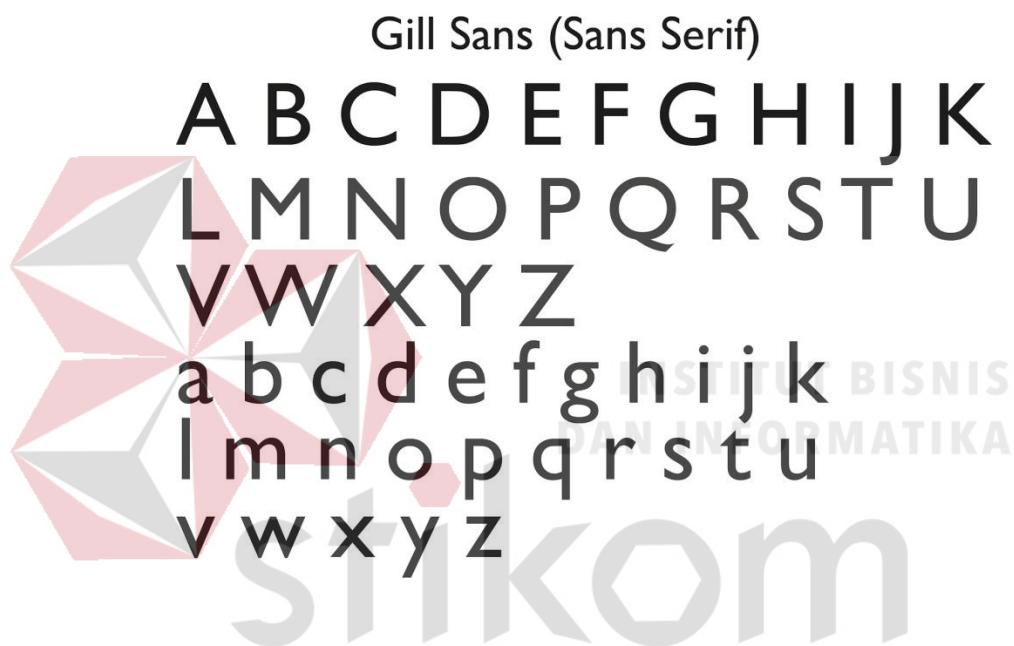 Gill Sans (Sans Serif)
A B C D E F G H I J K
L M N O P Q R S T U
V W X Y Z
a b c d e f g h i j k
INSTITUT BISNIS
l m n o p q r s t u
DAN INFORMATIKA
v w x y z
stikom